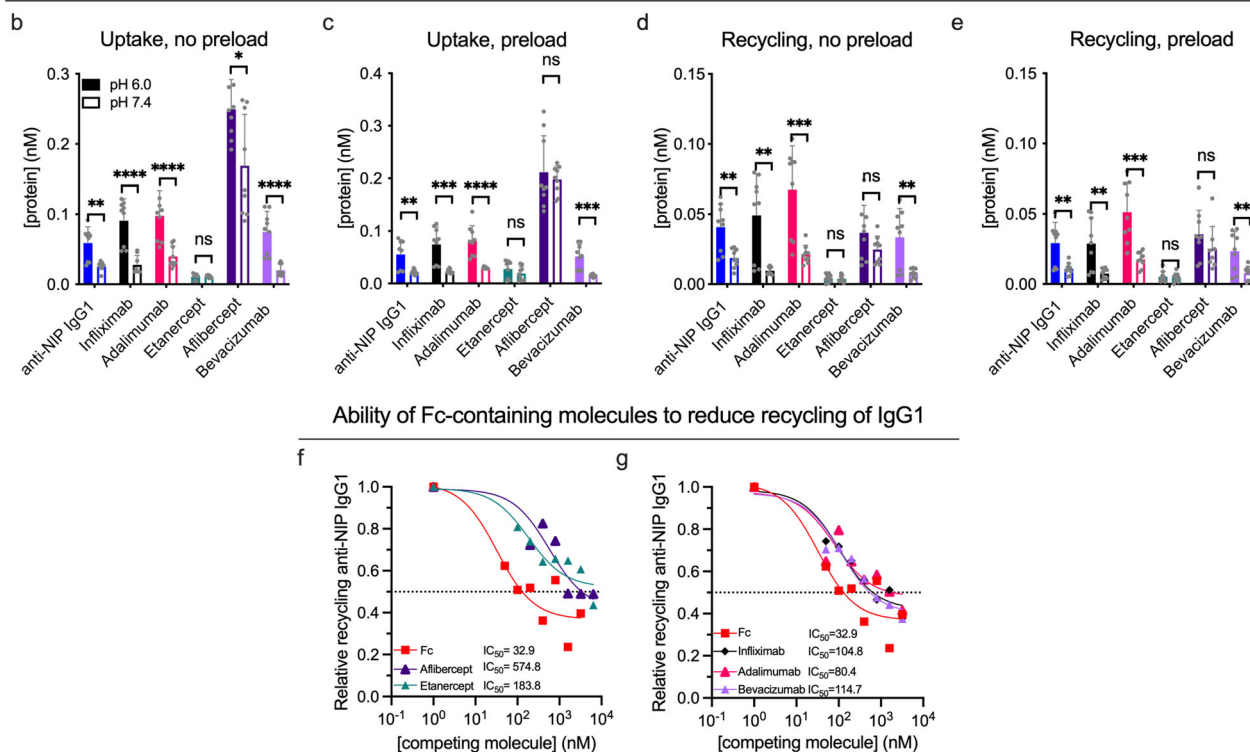 b
Uptake, no preload
[protein] (nM)
0.3
0.2
0.1
0.0
pH 6.0
pH 7.4
**
****
****
ns
*
****
anti-NIP IgG1
Infliximab
Adalimumab
Etanercept
Aflibercept
Bevacizumab
c
Uptake, preload
[protein] (nM)
0.4
0.3
0.2
0.1
0.0
**
***
****
ns
ns
***
anti-NIP IgG1
Infliximab
Adalimumab
Etanercept
Aflibercept
Bevacizumab
d
Recycling, no preload
[protein] (nM)
0.15
0.10
0.05
0.00
**
**
***
ns
ns
**
anti-NIP IgG1
Infliximab
Adalimumab
Etanercept
Aflibercept
Bevacizumab
e
Recycling, preload
[protein] (nM)
0.15
0.10
0.05
0.00
**
**
***
ns
ns
**
anti-NIP IgG1
Infliximab
Adalimumab
Etanercept
Aflibercept
Bevacizumab
Ability of Fc-containing molecules to reduce recycling of IgG1
f
Relative recycling anti-NIP IgG1
1.0
0.8
0.6
0.4
0.2
0.0
Fc IC50= 32.9
Aflibercept IC50= 574.8
Etanercept IC50= 183.8
10-1 100 101 102 103 104
[competing molecule] (nM)
g
Relative recycling anti-NIP IgG1
1.0
0.8
0.6
0.4
0.2
0.0
Fc IC50=32.9
Infliximab IC50=104.8
Adalimumab IC50=80.4
Bevacizumab IC50=114.7
10-1 100 101 102 103 104
[competing molecule] (nM)